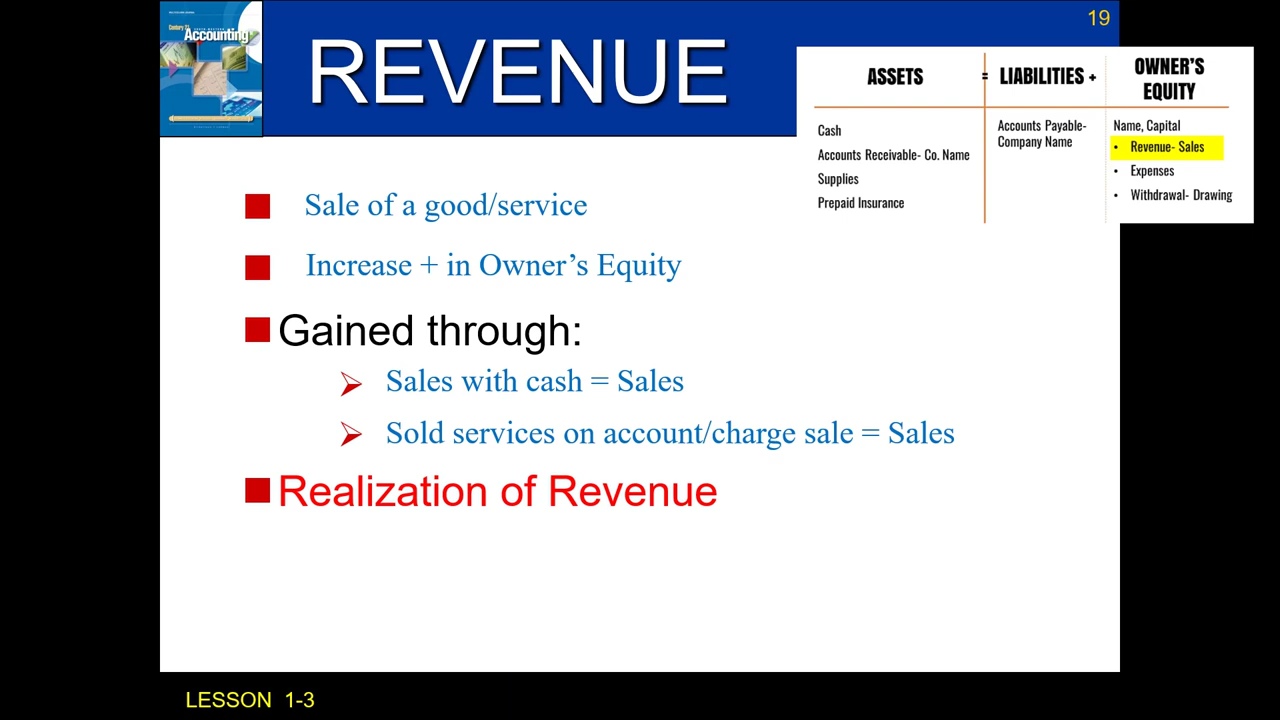 Century 21
Accounting
REVENUE
19
ASSETS = LIABILITIES + OWNER'S EQUITY
Cash
Accounts Receivable- Co. Name
Supplies
Prepaid Insurance
Accounts Payable-
Company Name
Name, Capital
• Revenue- Sales
• Expenses
• Withdrawal- Drawing
Sale of a good/service
Increase + in Owner’s Equity
Gained through:
Sales with cash = Sales
Sold services on account/charge sale = Sales
Realization of Revenue
LESSON 1-3